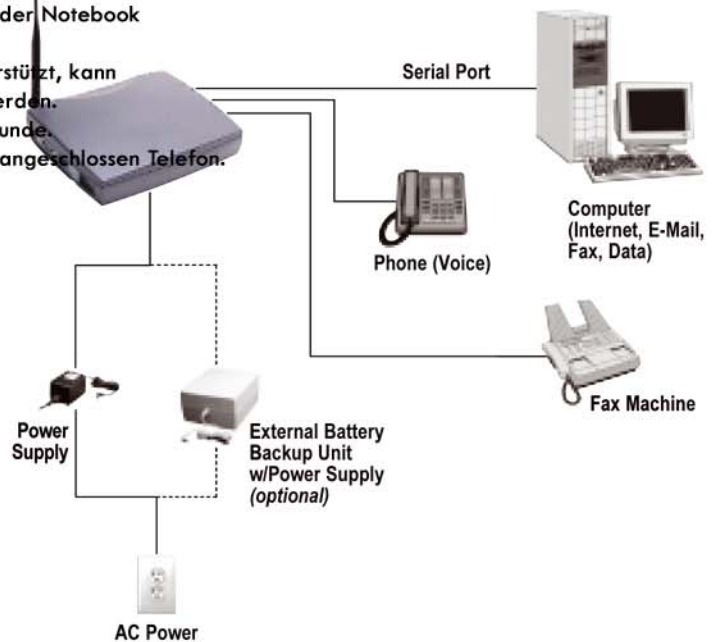 der Notebook
rstützt, kann
erden.
unde.
angeschlossen Telefon.
Serial Port
Computer
(Internet, E-Mail,
Fax, Data)
Phone (Voice)
Fax Machine
Power
Supply
External Battery
Backup Unit
w/Power Supply
(optional)
AC Power